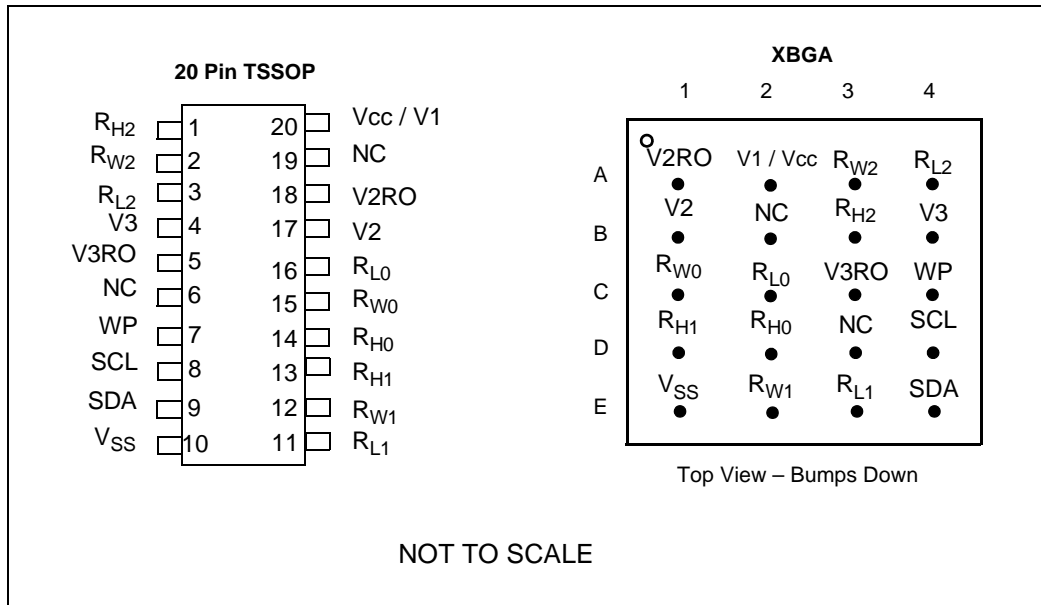 20 Pin TSSOP
RH2 1 20 Vcc / V1
RW2 2 19 NC
RL2 3 18 V2RO
V3 4 17 V2
V3RO 5 16 RL0
NC 6 15 RW0
WP 7 14 RH0
SCL 8 13 RH1
SDA 9 12 RW1
VSS 10 11 RL1
XBGA
1 2 3 4
A V2RO V1 / Vcc RW2 RL2
B V2 NC RH2 V3
C RW0 RL0 V3RO WP
D RH1 RH0 NC SCL
E VSS RW1 RL1 SDA
Top View – Bumps Down
NOT TO SCALE